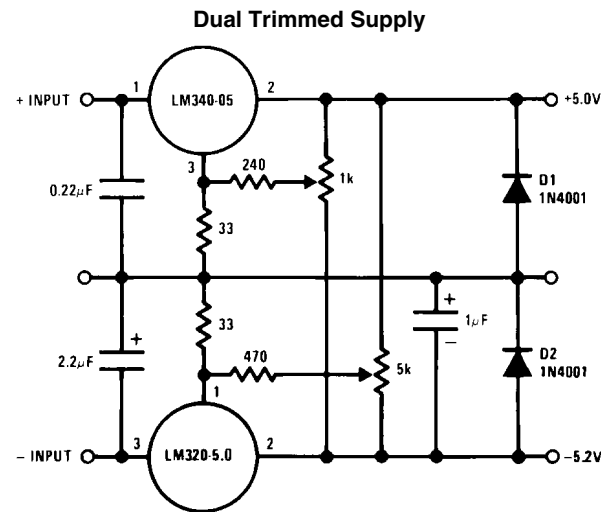 Dual Trimmed Supply
+ INPUT
1
LM340-05
2
+5.0V
3
240
1k
D1
1N4001
0.22μF
33
33
+
1μF
−
+
2.2μF
470
5k
D2
1N4001
1
− INPUT
3
LM320-5.0
2
−5.2V